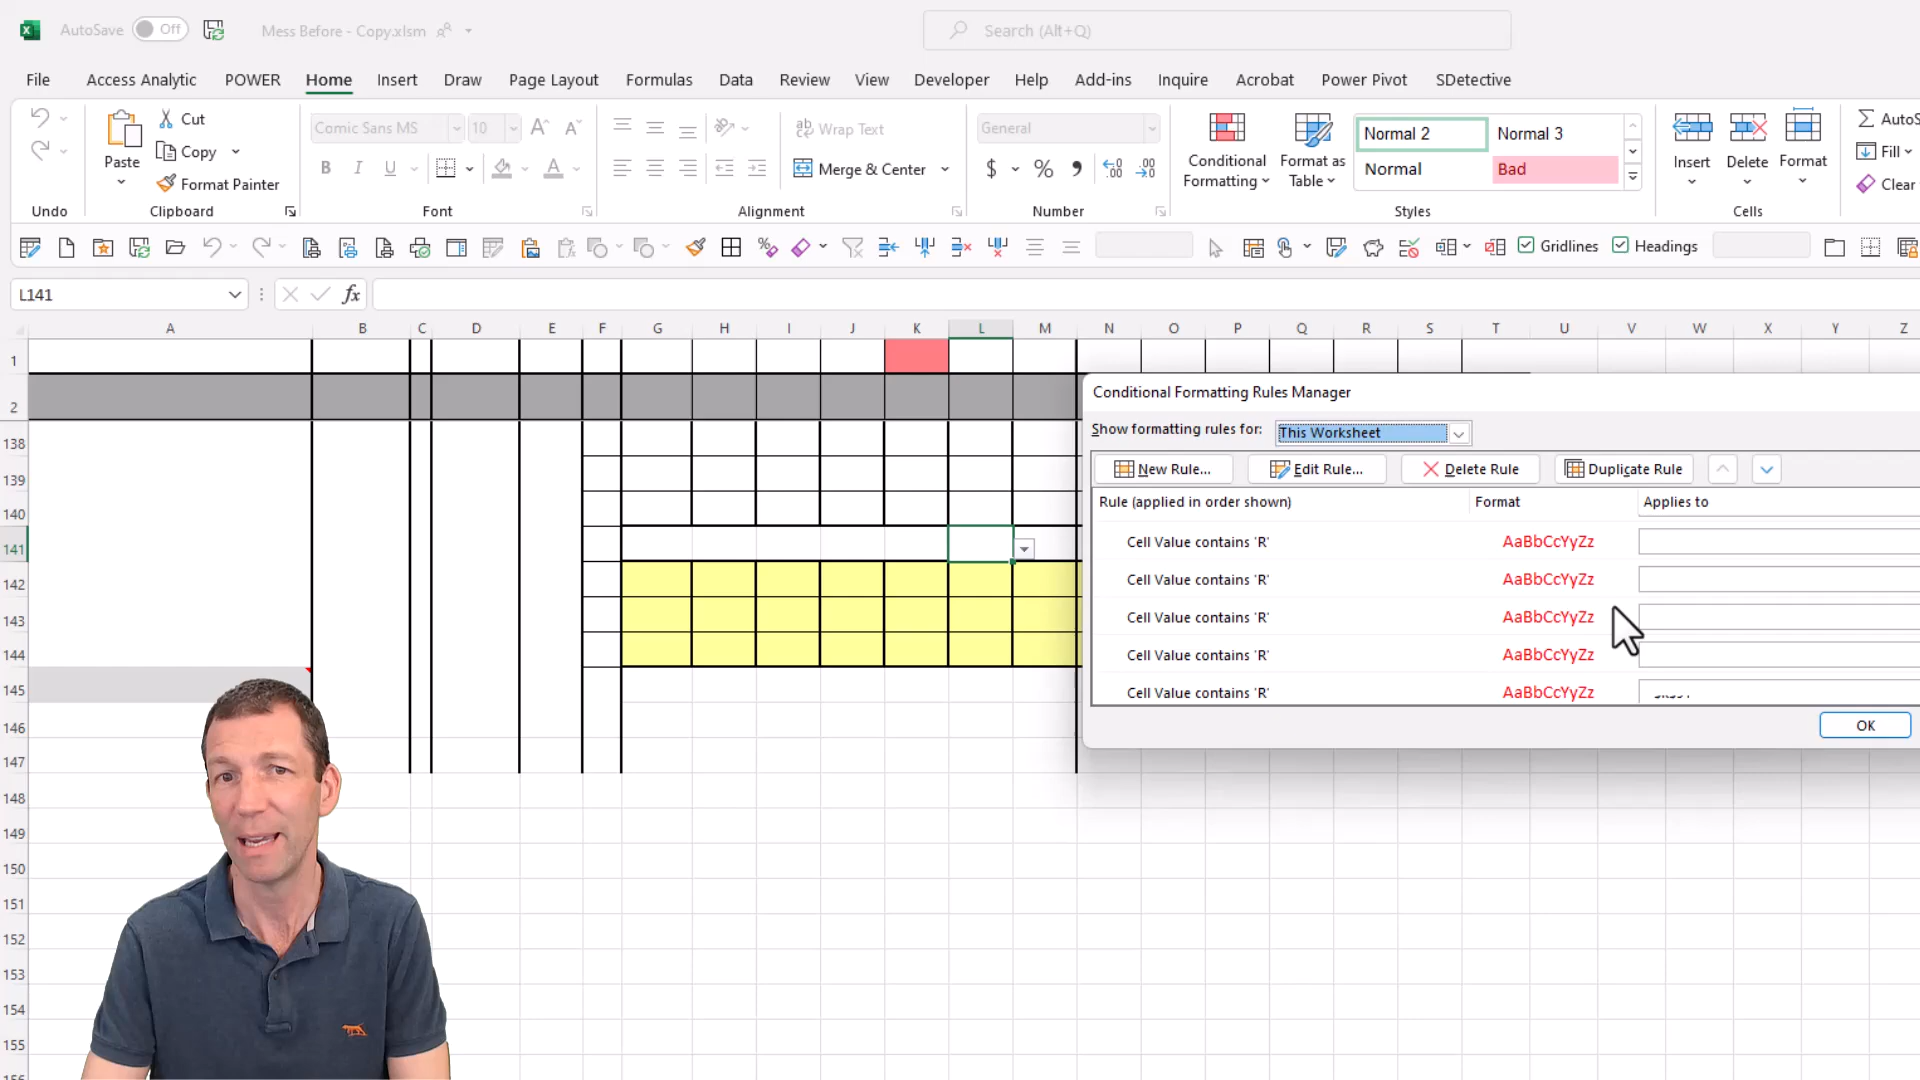 AutoSave Off Mess Before - Copy.xlsm Search (Alt+Q)
File Access Analytic POWER Home Insert Draw Page Layout Formulas Data Review View Developer Help Add-ins Inquire Acrobat Power Pivot SDetective
Paste Cut Copy Format Painter
Comic Sans MS 10 A A
B I U A
ab Wrap Text
Merge & Center
General
$ % 9
Conditional Formatting
Format as Table
Normal 2 Normal 3
Normal Bad
Insert Delete Format
Fill
Clear
Undo Clipboard Font Alignment Number Styles Cells
Gridlines Headings
L141 fx
A B C D E F G H I J K L M N O P Q R S T U V W X Y Z
1
2
138
139
140
141
142
143
144
145
146
147
148
149
150
151
152
153
154
155
Conditional Formatting Rules Manager
Show formatting rules for: This Worksheet
New Rule... Edit Rule... Delete Rule Duplicate Rule
Rule (applied in order shown) Format Applies to
Cell Value contains 'R' AaBbCcYyZz
Cell Value contains 'R' AaBbCcYyZz
Cell Value contains 'R' AaBbCcYyZz
Cell Value contains 'R' AaBbCcYyZz
Cell Value contains 'R' AaBbCcYyZz
OK